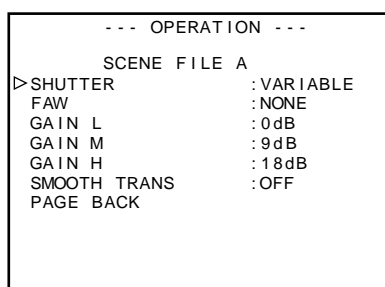 --- OPERATION ---
SCENE FILE A
SHUTTER :VARIABLE
FAW :NONE
GAIN L :0dB
GAIN M :9dB
GAIN H :18dB
SMOOTH TRANS :OFF
PAGE BACK